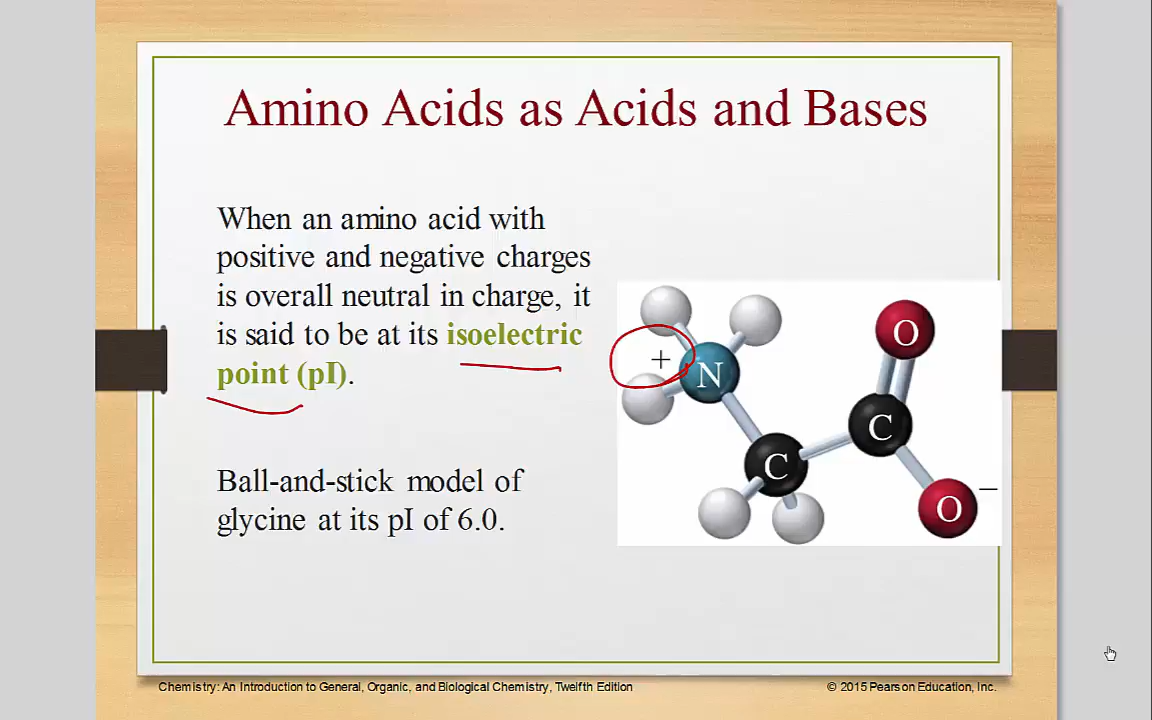 Amino Acids as Acids and Bases
When an amino acid with
positive and negative charges
is overall neutral in charge, it
is said to be at its isoelectric
point (pI).
Ball-and-stick model of
glycine at its pI of 6.0.
+
N
O
C
C
O
−
Chemistry: An Introduction to General, Organic, and Biological Chemistry, Twelfth Edition
© 2015 Pearson Education, Inc.